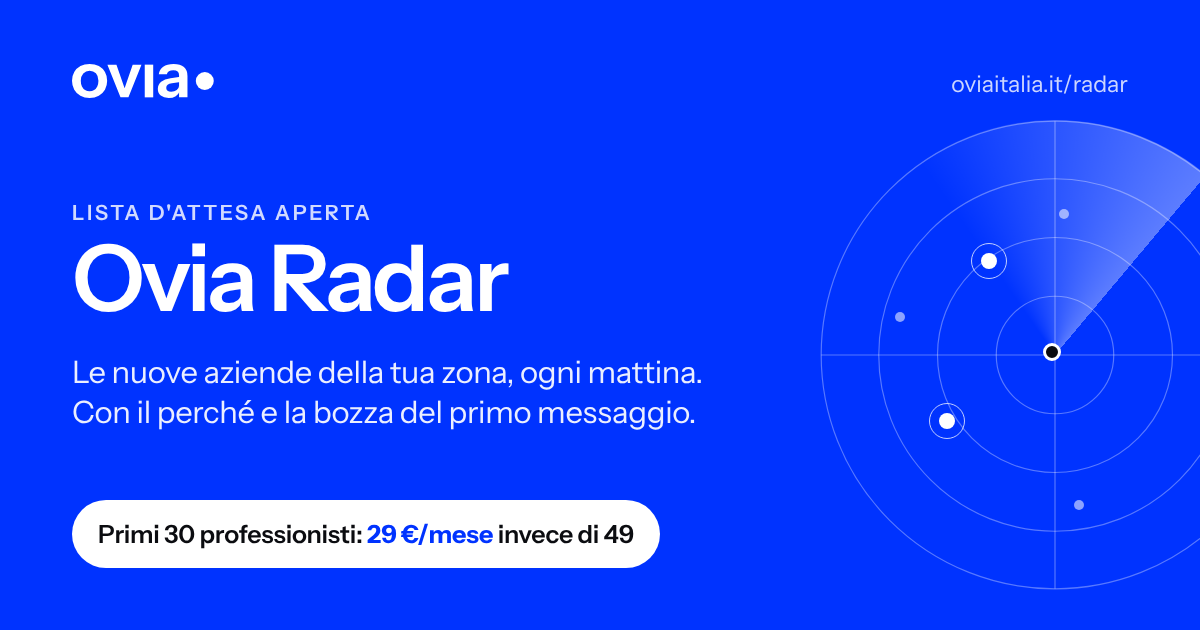 ovia
oviaitalia.it/radar
LISTA D'ATTESA APERTA
Ovia Radar
Le nuove aziende della tua zona, ogni mattina.
Con il perché e la bozza del primo messaggio.
Primi 30 professionisti: 29 €/mese invece di 49